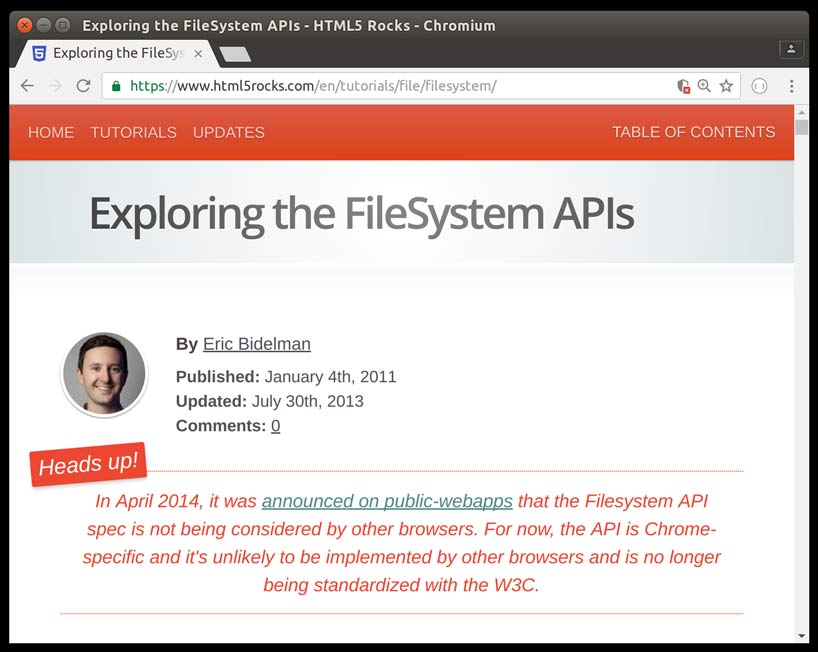 Exploring the FileSystem APIs - HTML5 Rocks - Chromium
Exploring the FileSys
https://www.html5rocks.com/en/tutorials/file/filesystem/
HOME TUTORIALS UPDATES TABLE OF CONTENTS
Exploring the FileSystem APIs
By Eric Bidelman
Published: January 4th, 2011
Updated: July 30th, 2013
Comments: 0
Heads up!
In April 2014, it was announced on public-webapps that the Filesystem API
spec is not being considered by other browsers. For now, the API is Chrome-
specific and it's unlikely to be implemented by other browsers and is no longer
being standardized with the W3C.